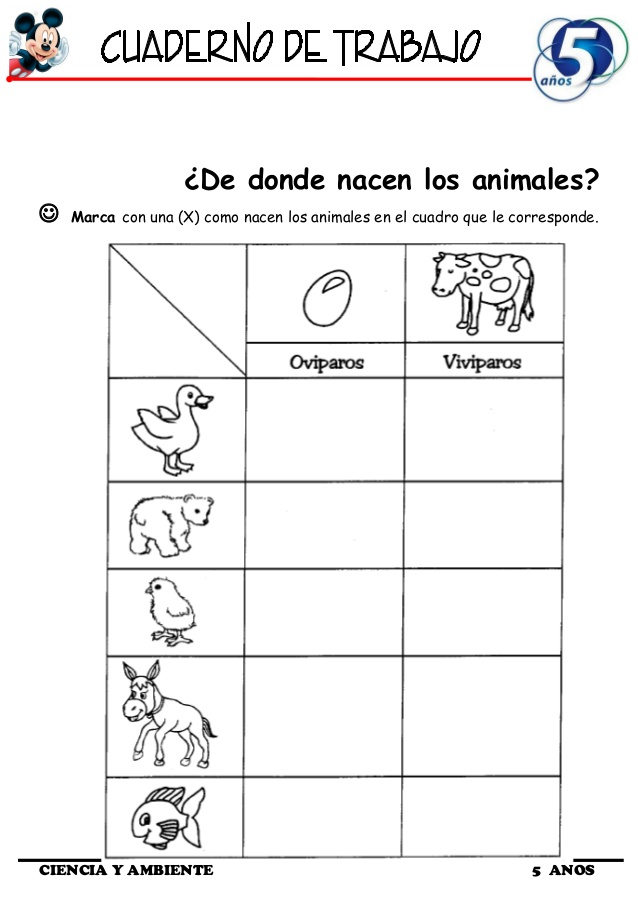 CUADERNO DE TRABAJO
5
años
¿De donde nacen los animales?
Marca con una (X) como nacen los animales en el cuadro que le corresponde.
Oviparos
Viviparos
CIENCIA Y AMBIENTE
5 ANOS